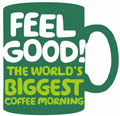 FEEL
GOOD!
THE WORLD'S
BIGGEST
COFFEE MORNING